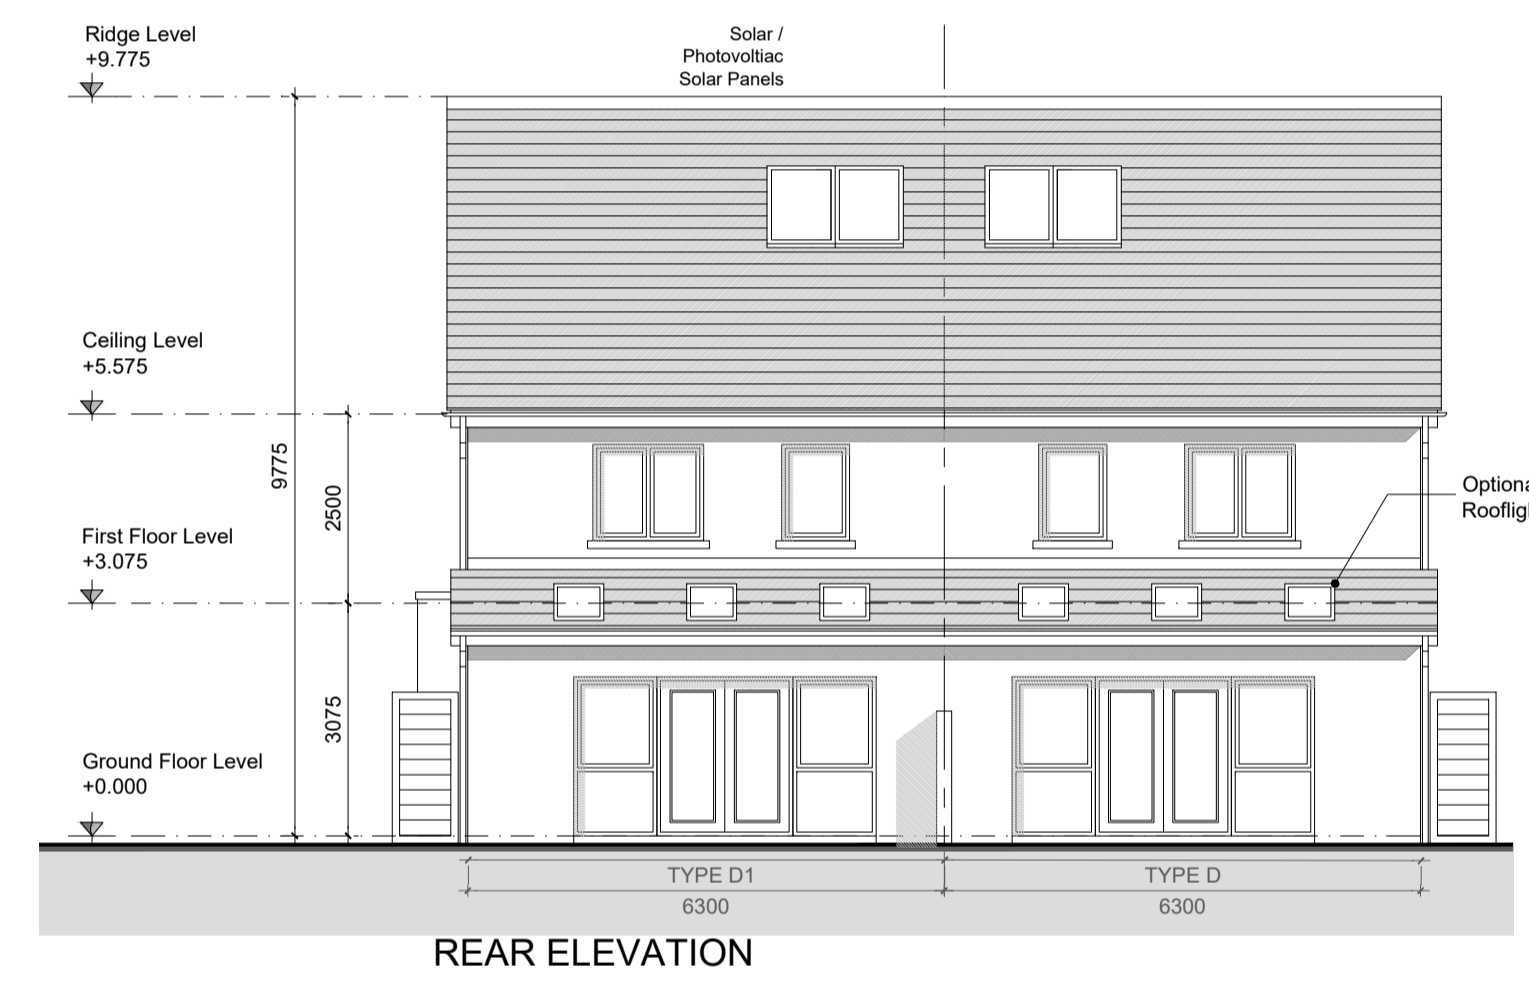 Ridge Level
+9.775
Solar /
Photovoltiac
Solar Panels
Ceiling Level
+5.575
9775
2500
First Floor Level
+3.075
3075
Ground Floor Level
+0.000
TYPE D1
TYPE D
6300
6300
REAR ELEVATION